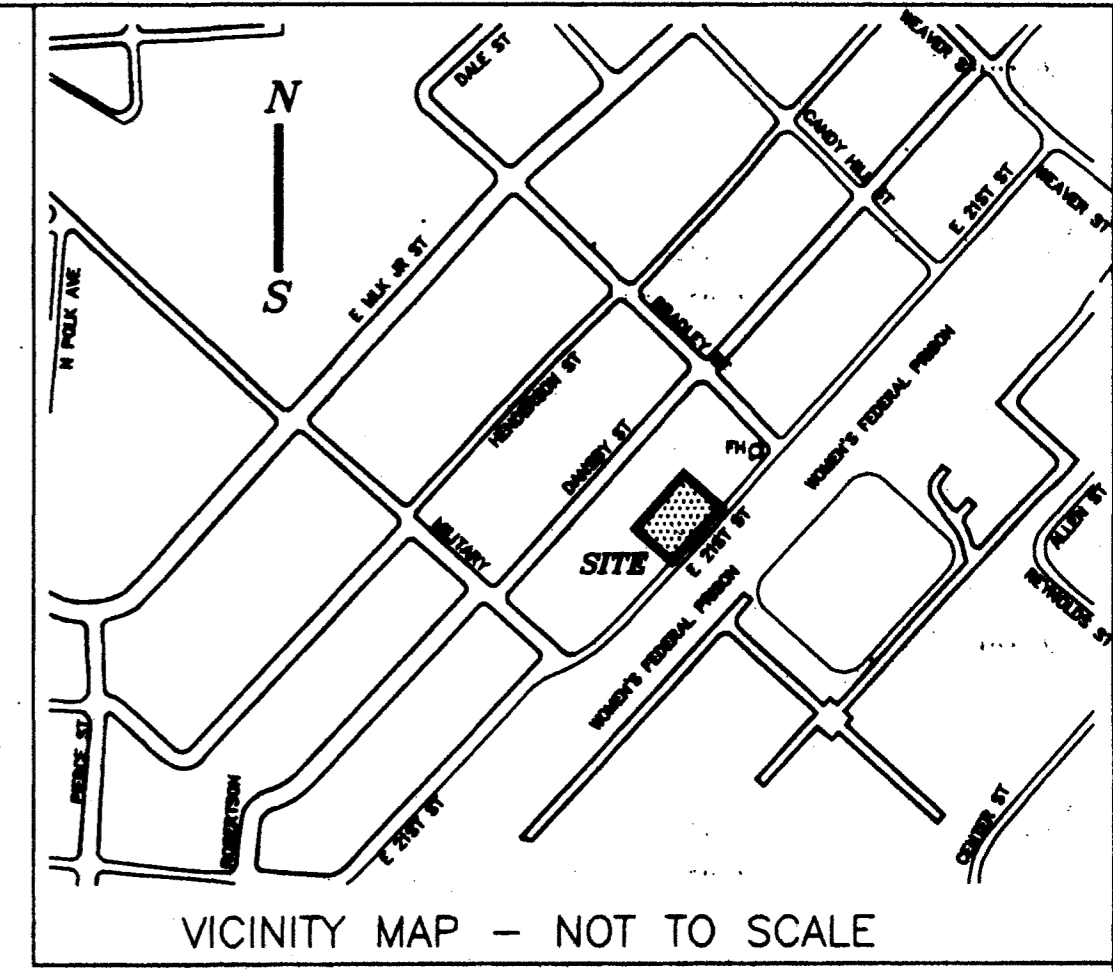 WEAVER ST
DALE ST
N
CANDY HILL ST
E 21ST ST
WEAVER ST
E MLK JR ST
S
N POLK AVE
BRADLEY
HENDERSON ST
WOMEN'S FEDERAL PRISON
DANSBY ST
FH
MILITARY
SITE
E 21ST ST
ALLEN ST
REYNOLDS ST
WOMEN'S FEDERAL PRISON
PIERCE ST
ROBERTSON
E 21ST ST
CENTER ST
VICINITY MAP – NOT TO SCALE